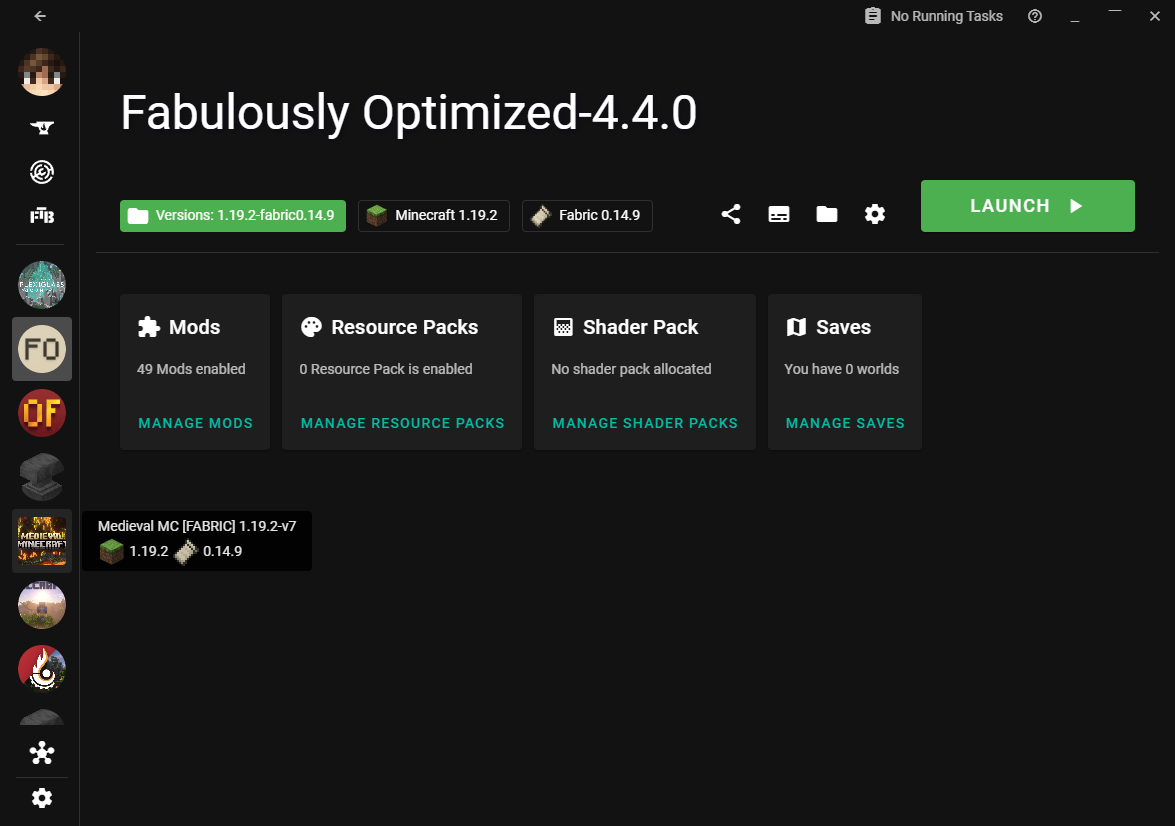 No Running Tasks
Fabulously Optimized-4.4.0
FTB
Versions: 1.19.2-fabric0.14.9
Minecraft 1.19.2
Fabric 0.14.9
LAUNCH
PLEXIGLASS
FO
OF
Mods
Resource Packs
Shader Pack
Saves
49 Mods enabled
0 Resource Pack is enabled
No shader pack allocated
You have 0 worlds
MANAGE MODS
MANAGE RESOURCE PACKS
MANAGE SHADER PACKS
MANAGE SAVES
MEDIEVAL
MINECRAFT
Medieval MC [FABRIC] 1.19.2-v7
1.19.2
0.14.9